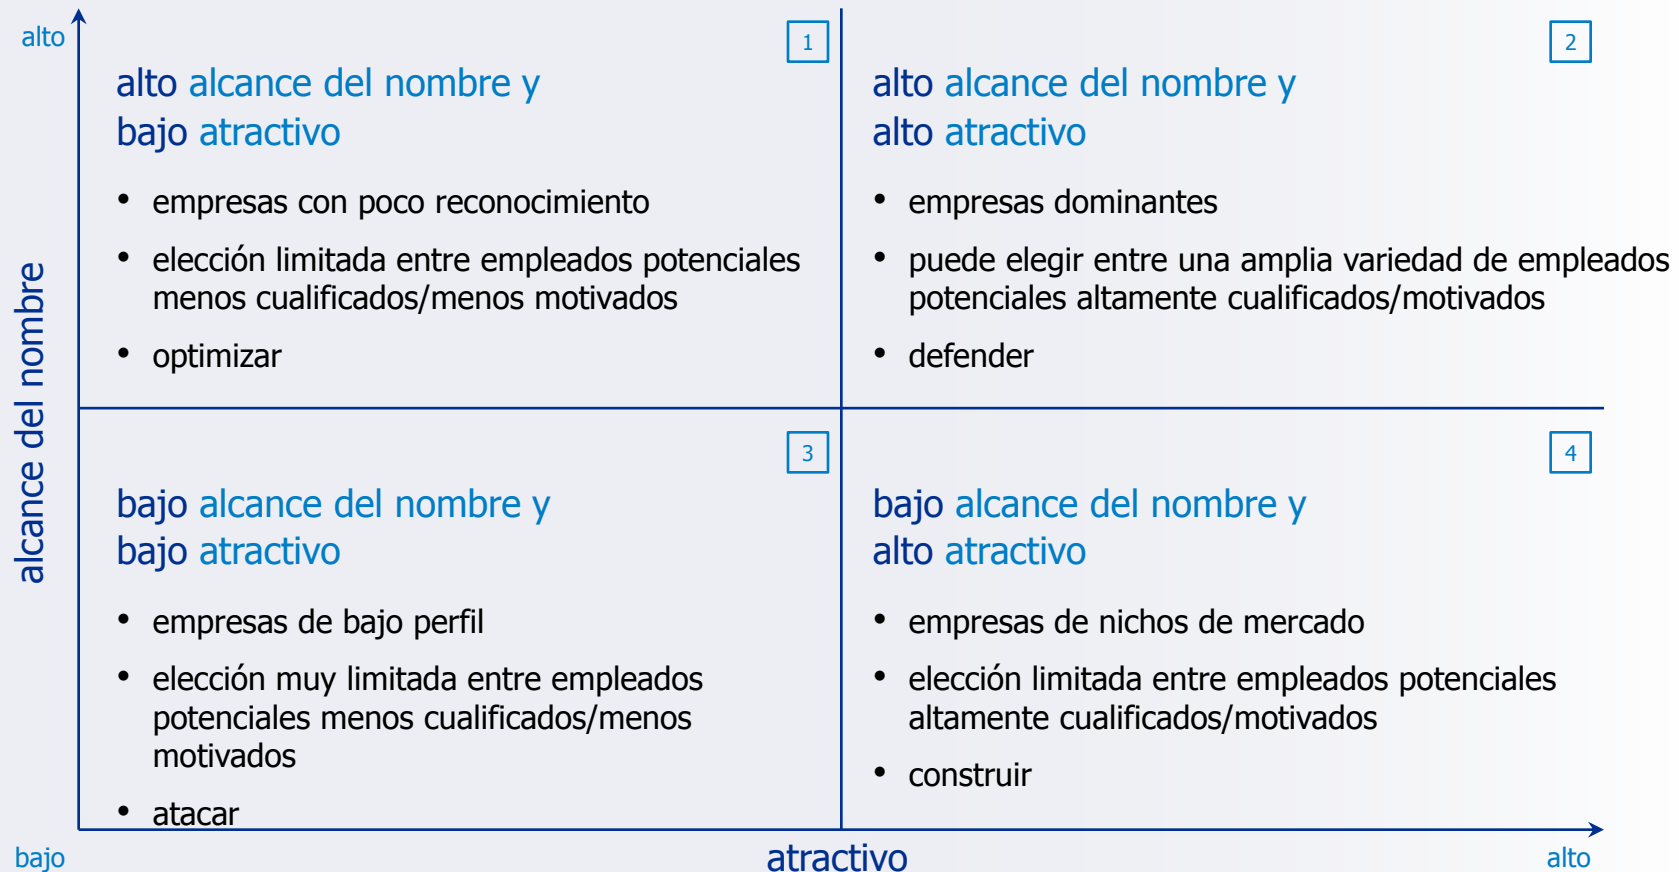 alto
1
alto alcance del nombre y
bajo atractivo
• empresas con poco reconocimiento
• elección limitada entre empleados potenciales
menos cualificados/menos motivados
• optimizar
2
alto alcance del nombre y
alto atractivo
• empresas dominantes
• puede elegir entre una amplia variedad de empleados
potenciales altamente cualificados/motivados
• defender
alcance del nombre
3
bajo alcance del nombre y
bajo atractivo
• empresas de bajo perfil
• elección muy limitada entre empleados
potenciales menos cualificados/menos
motivados
• atacar
4
bajo alcance del nombre y
alto atractivo
• empresas de nichos de mercado
• elección limitada entre empleados potenciales
altamente cualificados/motivados
• construir
bajo
atractivo
alto